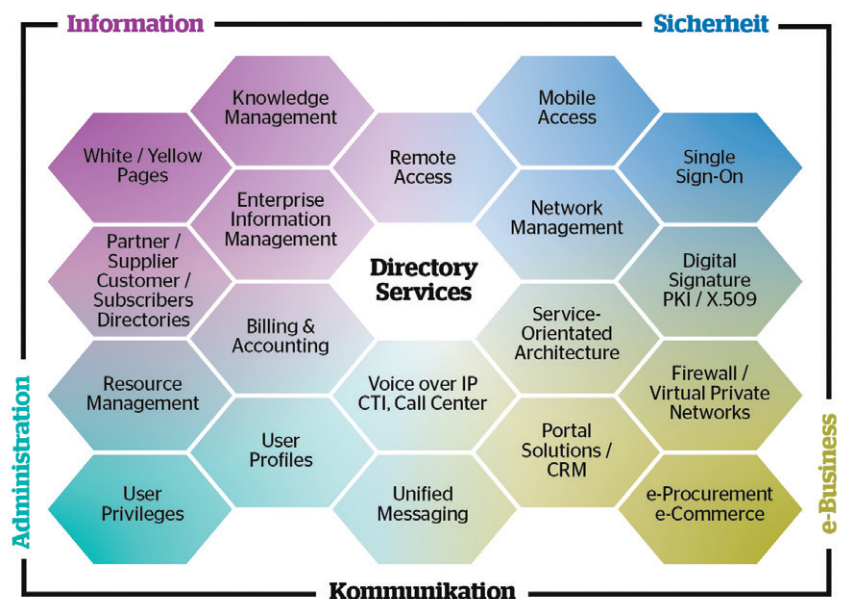 Information
Sicherheit
Knowledge
Management
Mobile
Access
White / Yellow
Pages
Remote
Access
Single
Sign-On
Enterprise
Information
Management
Network
Management
Partner /
Supplier
Customer /
Subscribers
Directories
Directory
Services
Digital
Signature
PKI / X.509
Billing &
Accounting
Service-
Orientated
Architecture
Resource
Management
Voice over IP
CTI, Call Center
Firewall /
Virtual Private
Networks
User
Profiles
Portal
Solutions /
CRM
User
Privileges
Unified
Messaging
e-Procurement
e-Commerce
Administration
e-Business
Kommunikation